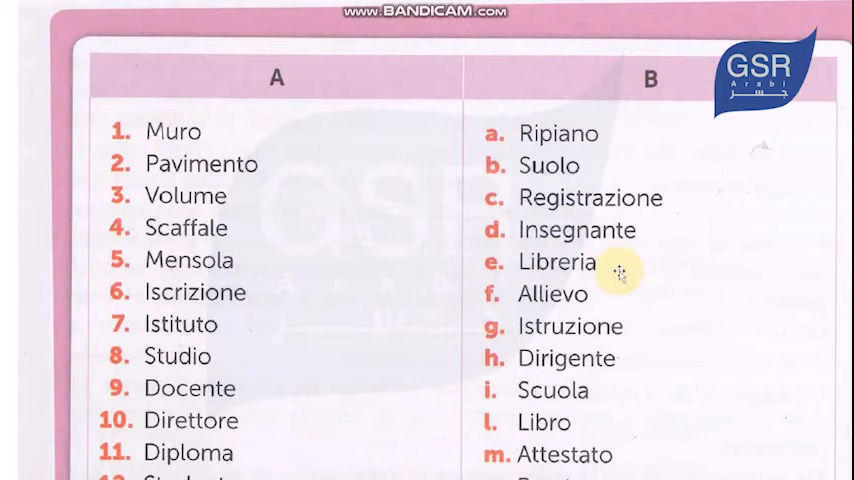 www.BANDICAM.com
GSR
Arabi
جسر
A
B
1. Muro
2. Pavimento
3. Volume
4. Scaffale
5. Mensola
6. Iscrizione
7. Istituto
8. Studio
9. Docente
10. Direttore
11. Diploma
a. Ripiano
b. Suolo
c. Registrazione
d. Insegnante
e. Libreria
f. Allievo
g. Istruzione
h. Dirigente
i. Scuola
l. Libro
m. Attestato